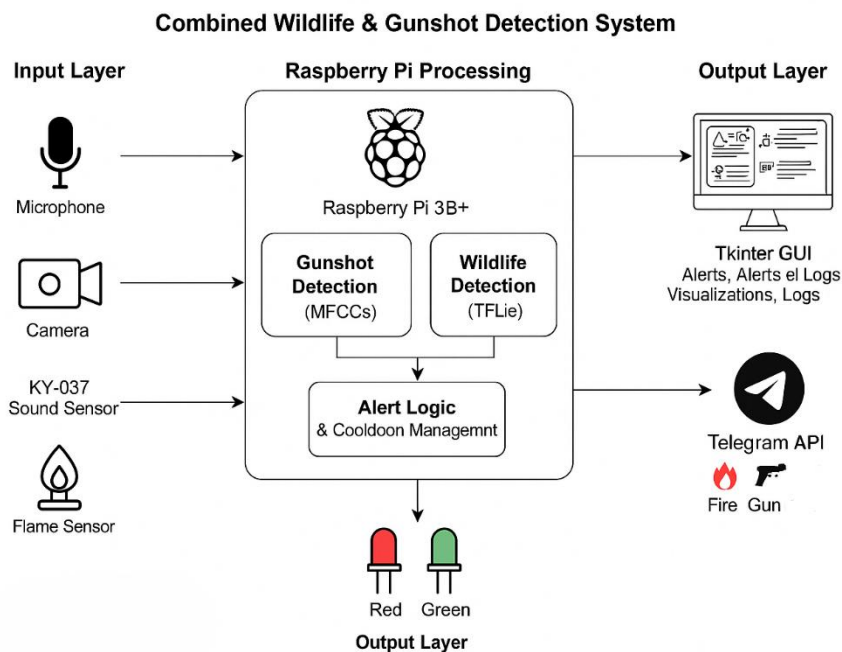 Combined Wildlife & Gunshot Detection System
Input Layer
Raspberry Pi Processing
Output Layer
Microphone
Raspberry Pi 3B+
Tkinter GUI
Alerts, Alerts el Logs
Visualizations, Logs
Camera
Gunshot
Detection
(MFCCs)
Wildlife
Detection
(TFLie)
KY-037
Sound Sensor
Alert Logic
& Cooldoon Managemnt
Telegram API
Fire Gun
Flame Sensor
Red Green
Output Layer